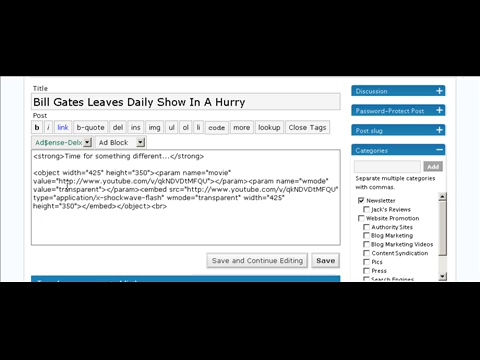 Title
Bill Gates Leaves Daily Show In A Hurry
Post
b i link b-quote del ins img ul ol li code more lookup Close Tags
Ad$ense-Delu Ad Block
<strong>Time for something different...</strong>
<object width="425" height="350"><param name="movie"
value="http://www.youtube.com/v/qkNDVDtMFQU"></param><param name="wmode"
value="transparent"></param><embed src="http://www.youtube.com/v/qkNDVDtMFQU"
type="application/x-shockwave-flash" wmode="transparent" width="425"
height="350"></embed></object><br>
Save and Continue Editing Save
Discussion
Password-Protect Post
Post slug
Categories
Add
Separate multiple categories
with commas.
Newsletter
Jack's Reviews
Website Promotion
Authority Sites
Blog Marketing
Blog Marketing Videos
Content Syndication
Pics
Press
Search Engines